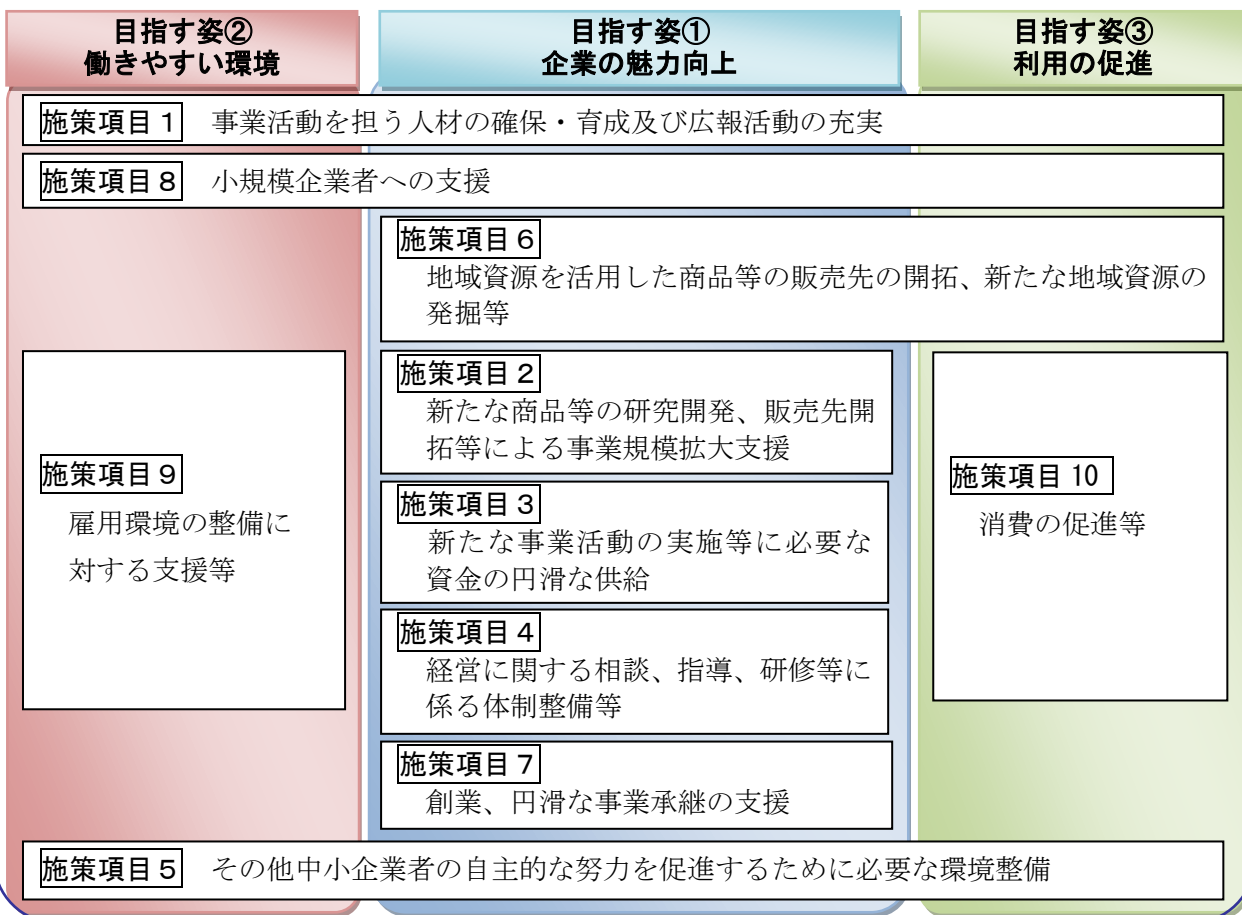 目指す姿②
働きやすい環境
目指す姿①
企業の魅力向上
目指す姿③
利用の促進
施策項目1 事業活動を担う人材の確保・育成及び広報活動の充実
施策項目8 小規模企業者への支援
施策項目6
地域資源を活用した商品等の販売先の開拓、新たな地域資源の
発掘等
施策項目9
雇用環境の整備に
対する支援等
施策項目2
新たな商品等の研究開発、販売先開
拓等による事業規模拡大支援
施策項目3
新たな事業活動の実施等に必要な
資金の円滑な供給
施策項目4
経営に関する相談、指導、研修等に
係る体制整備等
施策項目7
創業、円滑な事業承継の支援
施策項目 10
消費の促進等
施策項目5 その他中小企業者の自主的な努力を促進するために必要な環境整備